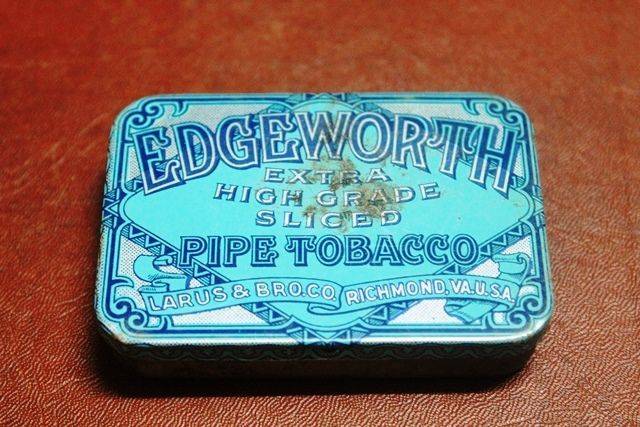 EDGEWORTH
EXTRA
HIGH GRADE
SLICED
PIPE TOBACCO
LARUS & BRO.CO. RICHMOND, VA.U.S.A.